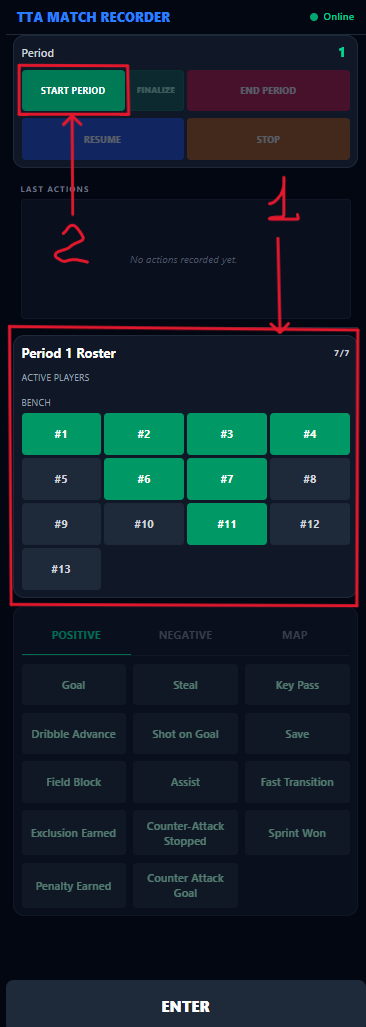 TTA MATCH RECORDER Online
Period 1
START PERIOD FINALIZE END PERIOD
RESUME STOP
1
LAST ACTIONS
2
No actions recorded yet.
Period 1 Roster 7/7
ACTIVE PLAYERS
BENCH
#1 #2 #3 #4
#5 #6 #7 #8
#9 #10 #11 #12
#13
POSITIVE NEGATIVE MAP
Goal Steal Key Pass
Dribble Advance Shot on Goal Save
Field Block Assist Fast Transition
Exclusion Earned Counter-Attack Stopped Sprint Won
Penalty Earned Counter Attack Goal
ENTER